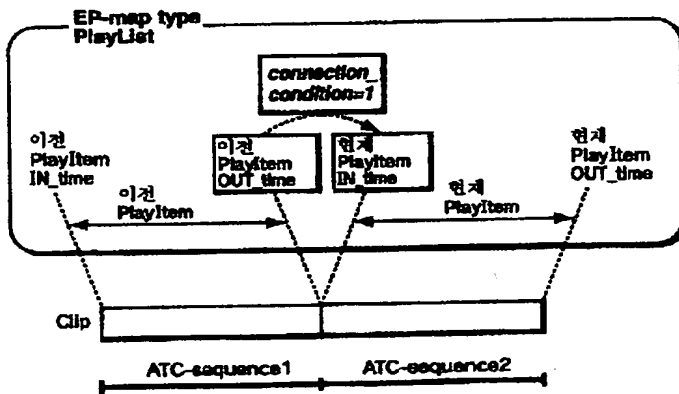 EP-map type
PlayList
connection_
condition=1
이전
PlayItem
IN_time
이전
PlayItem
OUT_time
현재
PlayItem
IN_time
현재
PlayItem
OUT_time
이전
PlayItem
현재
PlayItem
Clip
ATC-sequence1
ATC-sequence2